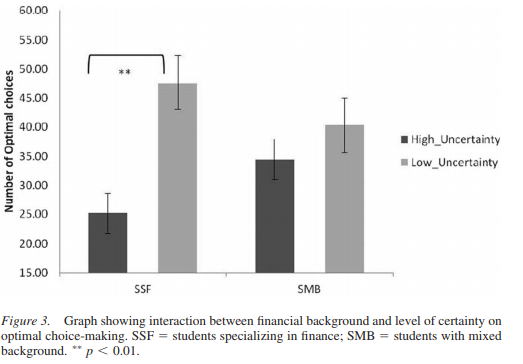 60.00
55.00
50.00
45.00
40.00
35.00
30.00
25.00
20.00
15.00
Number of Optimal choices
**
SSF
SMB
High_Uncertainty
Low_Uncertainty
Figure 3. Graph showing interaction between financial background and level of certainty on
optimal choice-making. SSF = students specializing in finance; SMB = students with mixed
background. ** p < 0.01.